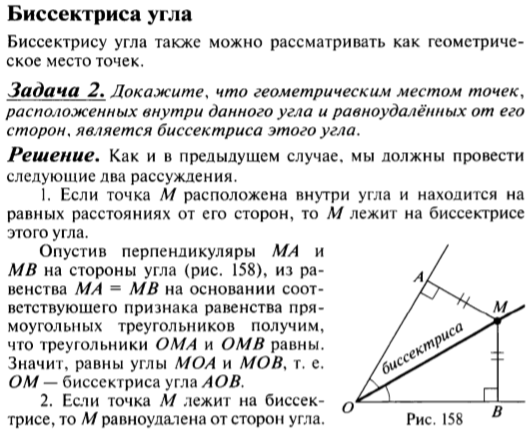 Биссектриса угла
Биссектрису угла также можно рассматривать как геометриче-
ское место точек.
Задача 2. Докажите, что геометрическим местом точек,
расположенных внутри данного угла и равноудалённых от его
сторон, является биссектриса этого угла.
Решение. Как и в предыдущем случае, мы должны провести
следующие два рассуждения.
1. Если точка M расположена внутри угла и находится на
равных расстояниях от его сторон, то M лежит на биссектрисе
этого угла.
Опустив перпендикуляры MA и
MB на стороны угла (рис. 158), из ра-
венства MA = MB на основании соот-
ветствующего признака равенства пря-
моугольных треугольников получим,
что треугольники OMA и OMB равны.
Значит, равны углы MOA и MOB, т. е.
OM — биссектриса угла AOB.
2. Если точка M лежит на биссек-
трисе, то M равноудалена от сторон угла.
A
M
биссектриса
O
B
Рис. 158